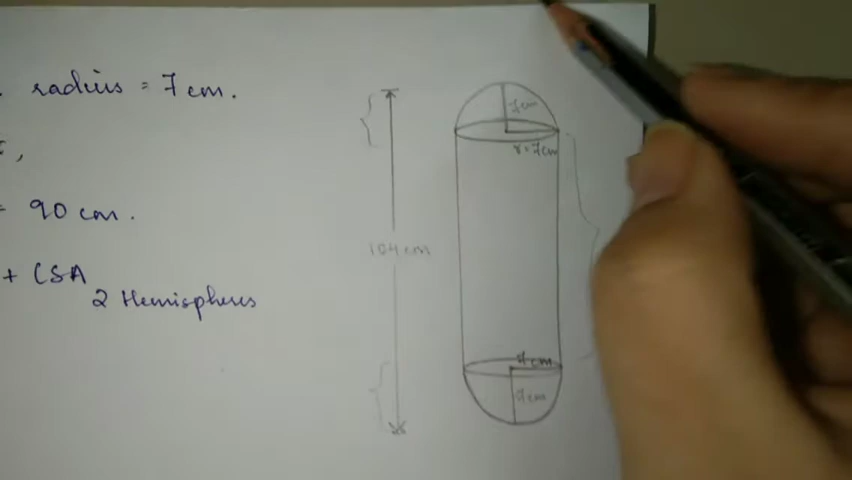 radius = 7 cm.
= 90 cm.
+ CSA
2 Hemispheres
7cm
r=7cm
104 cm
7cm
7cm